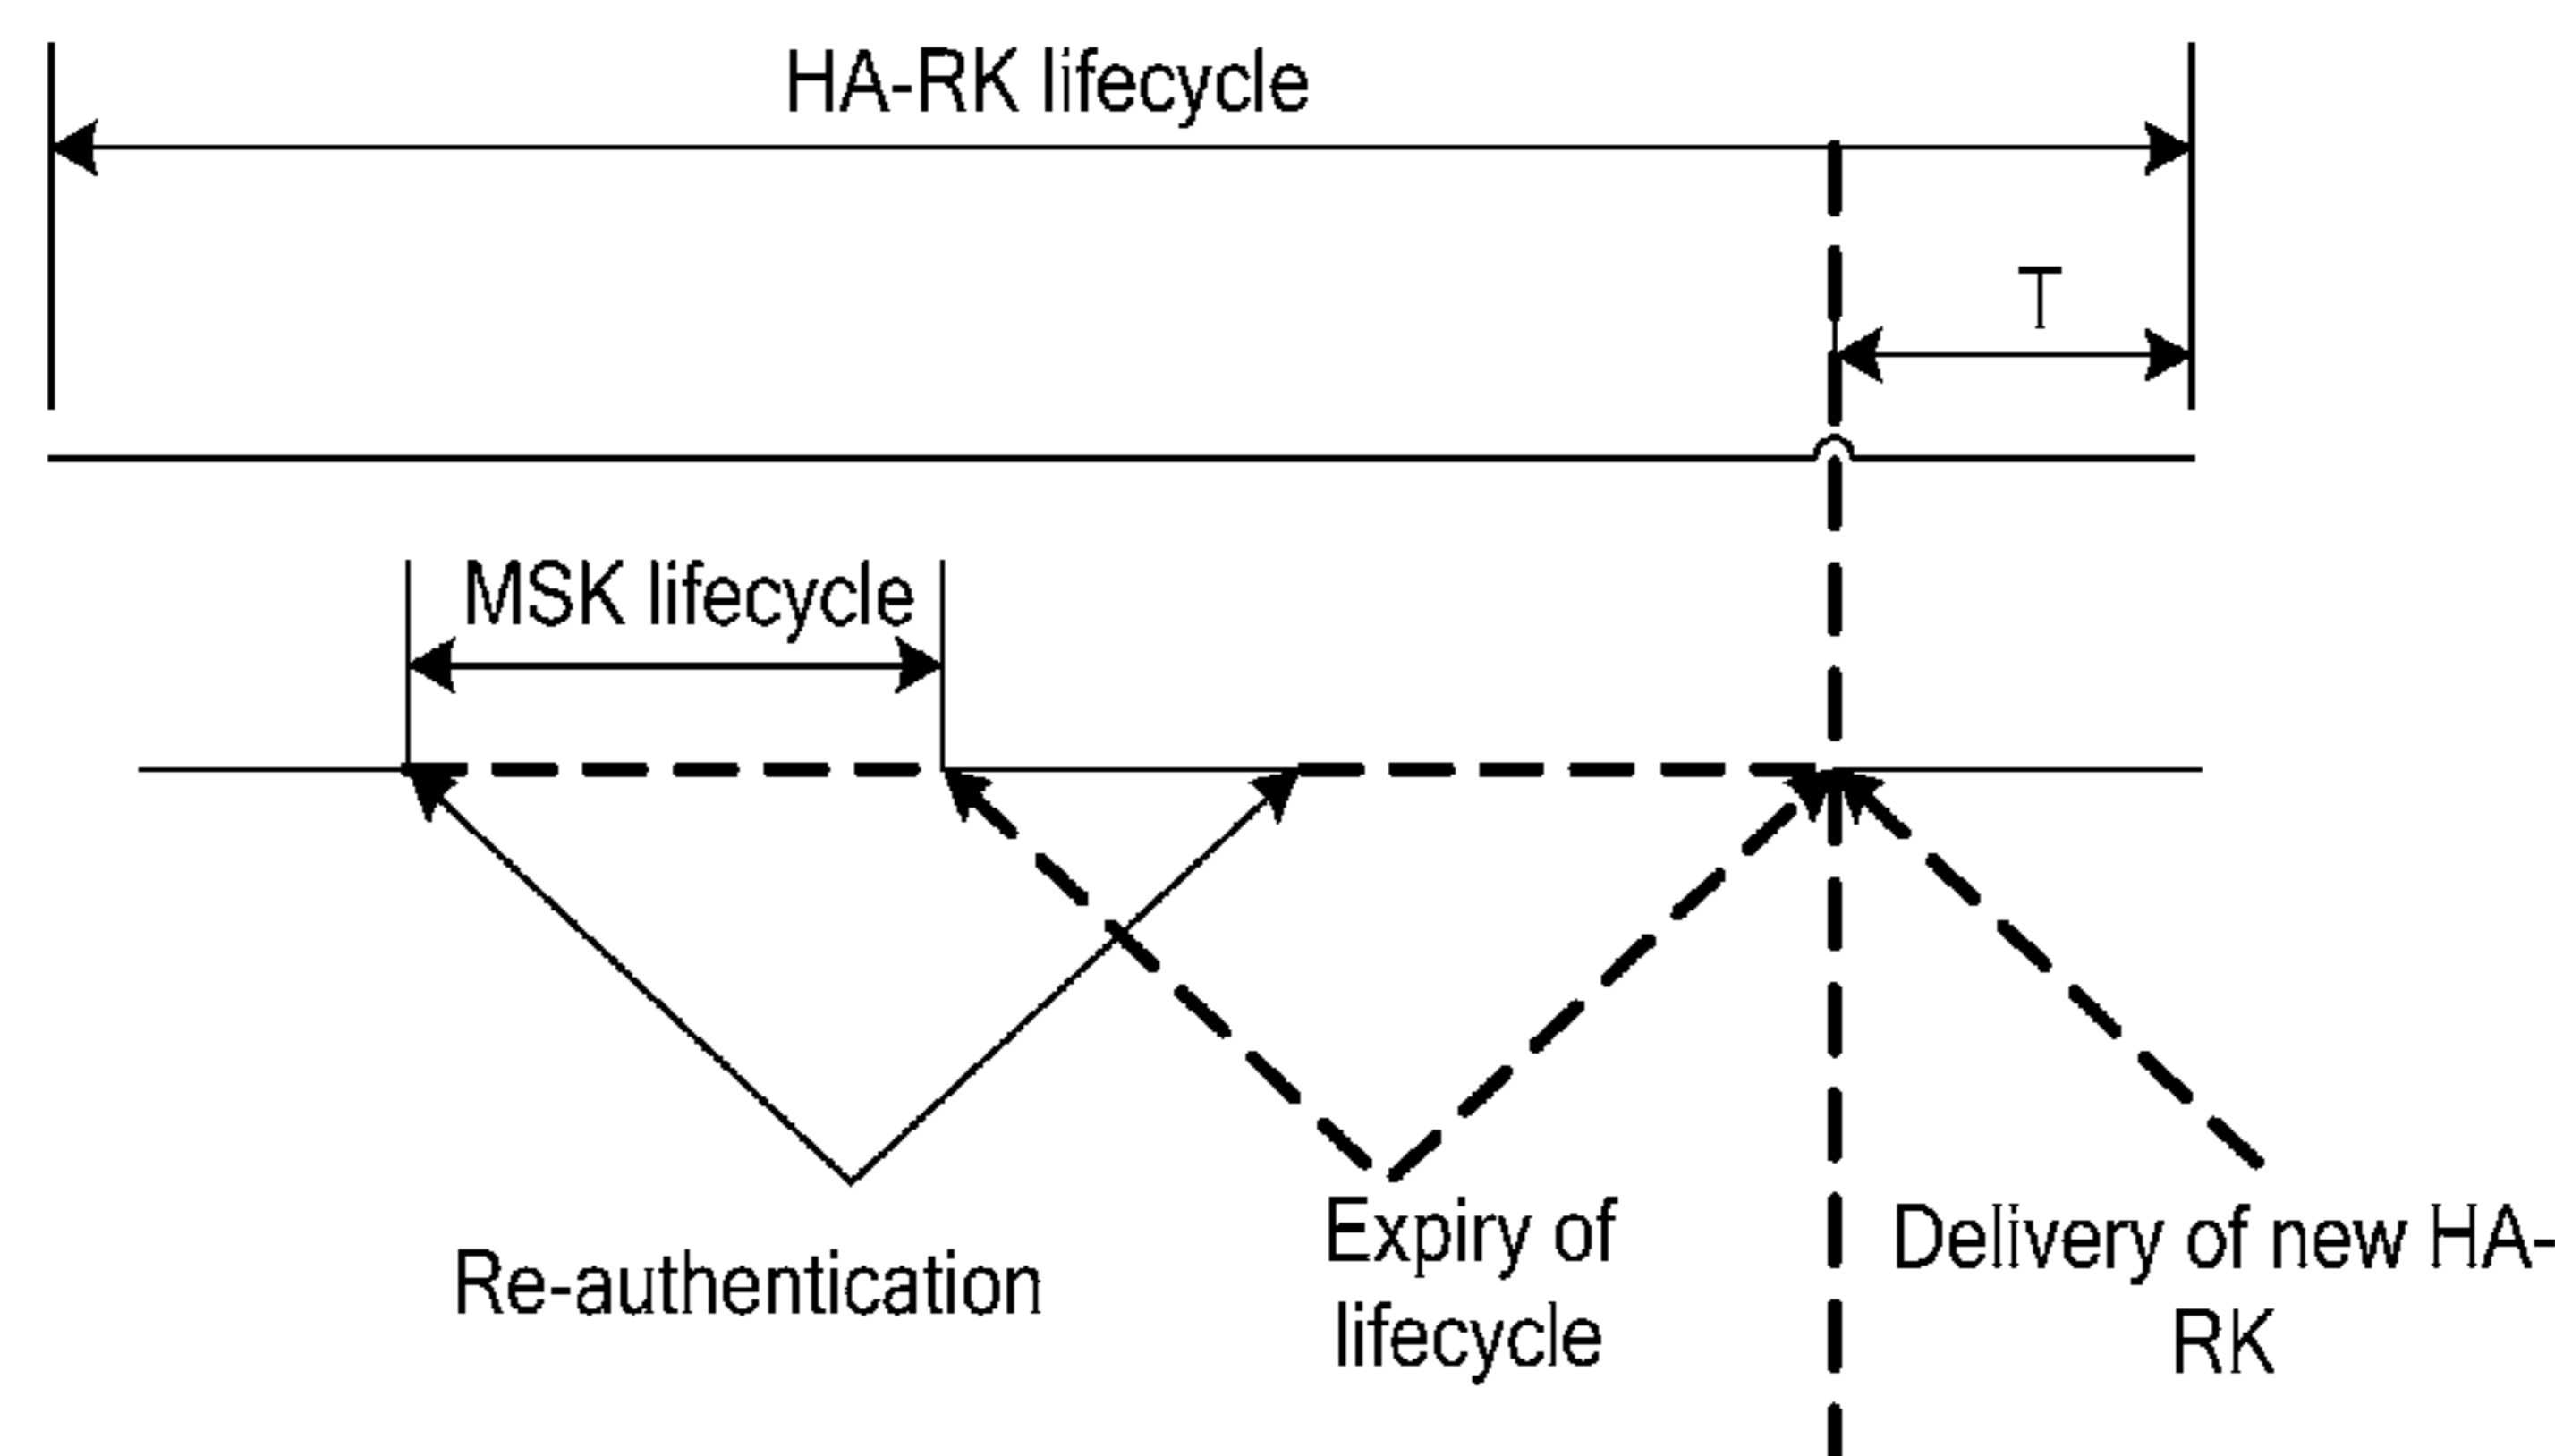 HA-RK lifecycle
T
MSK lifecycle
Re-authentication
Expiry of
lifecycle
Delivery of new HA-
RK